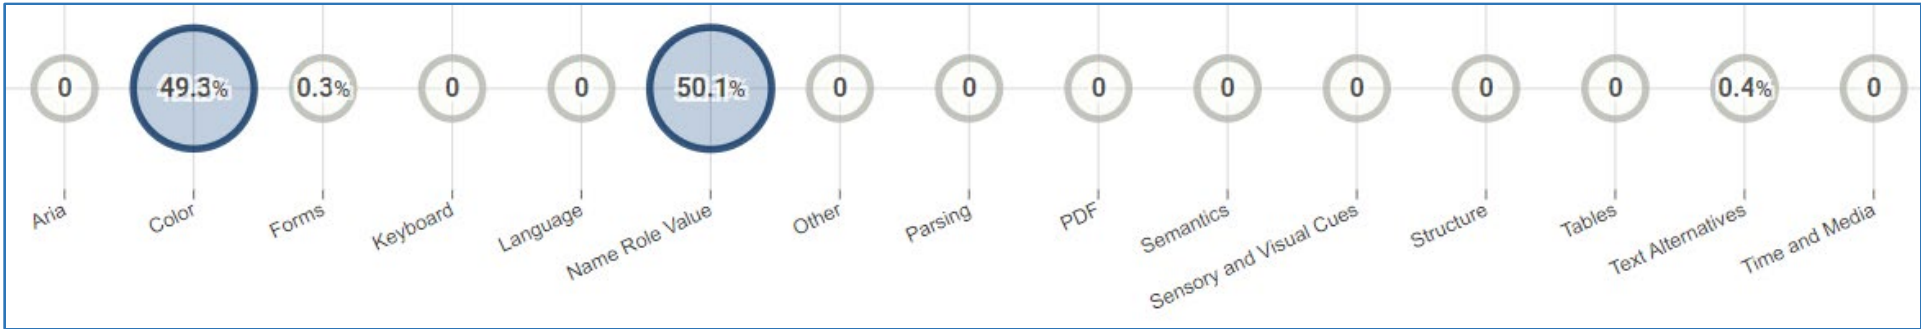 0 49.3% 0.3% 0 0 50.1% 0 0 0 0 0 0 0 0.4% 0
Aria Color Forms Keyboard Language Name Role Value Other Parsing PDF Semantics Sensory and Visual Cues Structure Tables Text Alternatives Time and Media